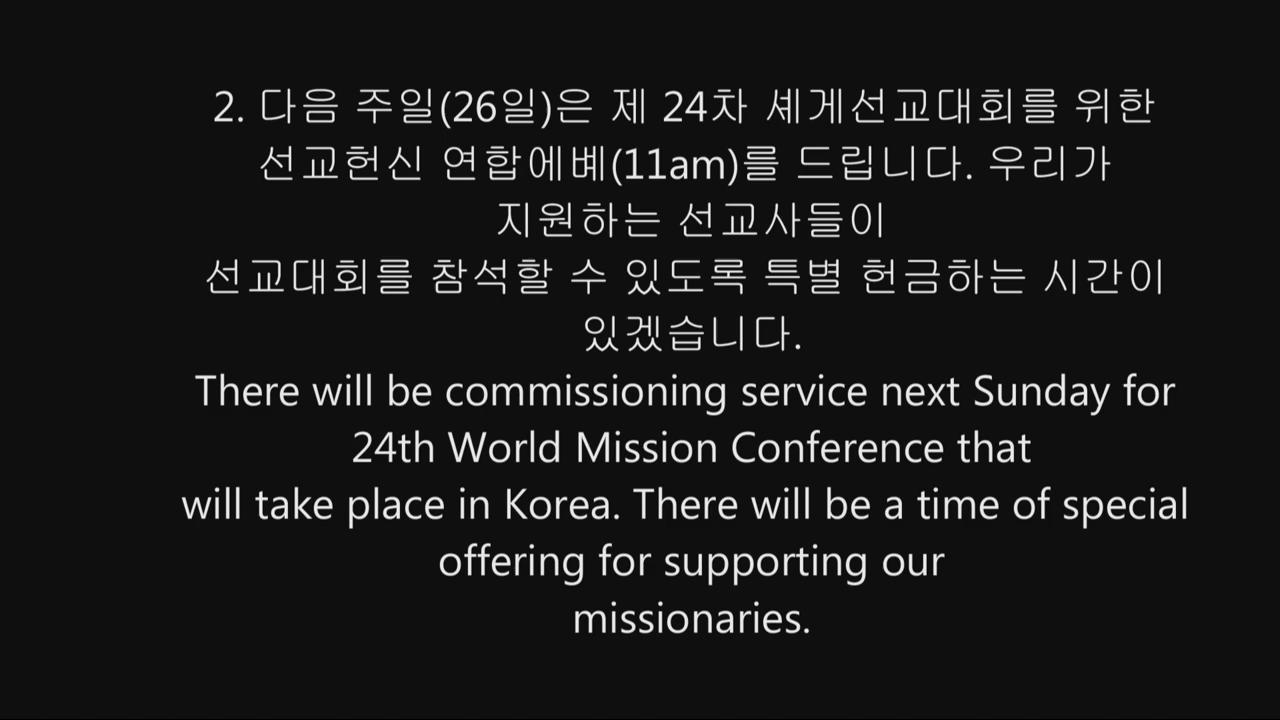 2. 다음 주일(26일)은 제 24차 셰게선교대회를 위한
선교헌신 연합에볘(11am)를 드립니다. 우리가
지원하는 선교사들이
선교대회를 참석할 수 있도록 특별 헌금하는 시간이
있겠습니다.
There will be commissioning service next Sunday for
24th World Mission Conference that
will take place in Korea. There will be a time of special
offering for supporting our
missionaries.